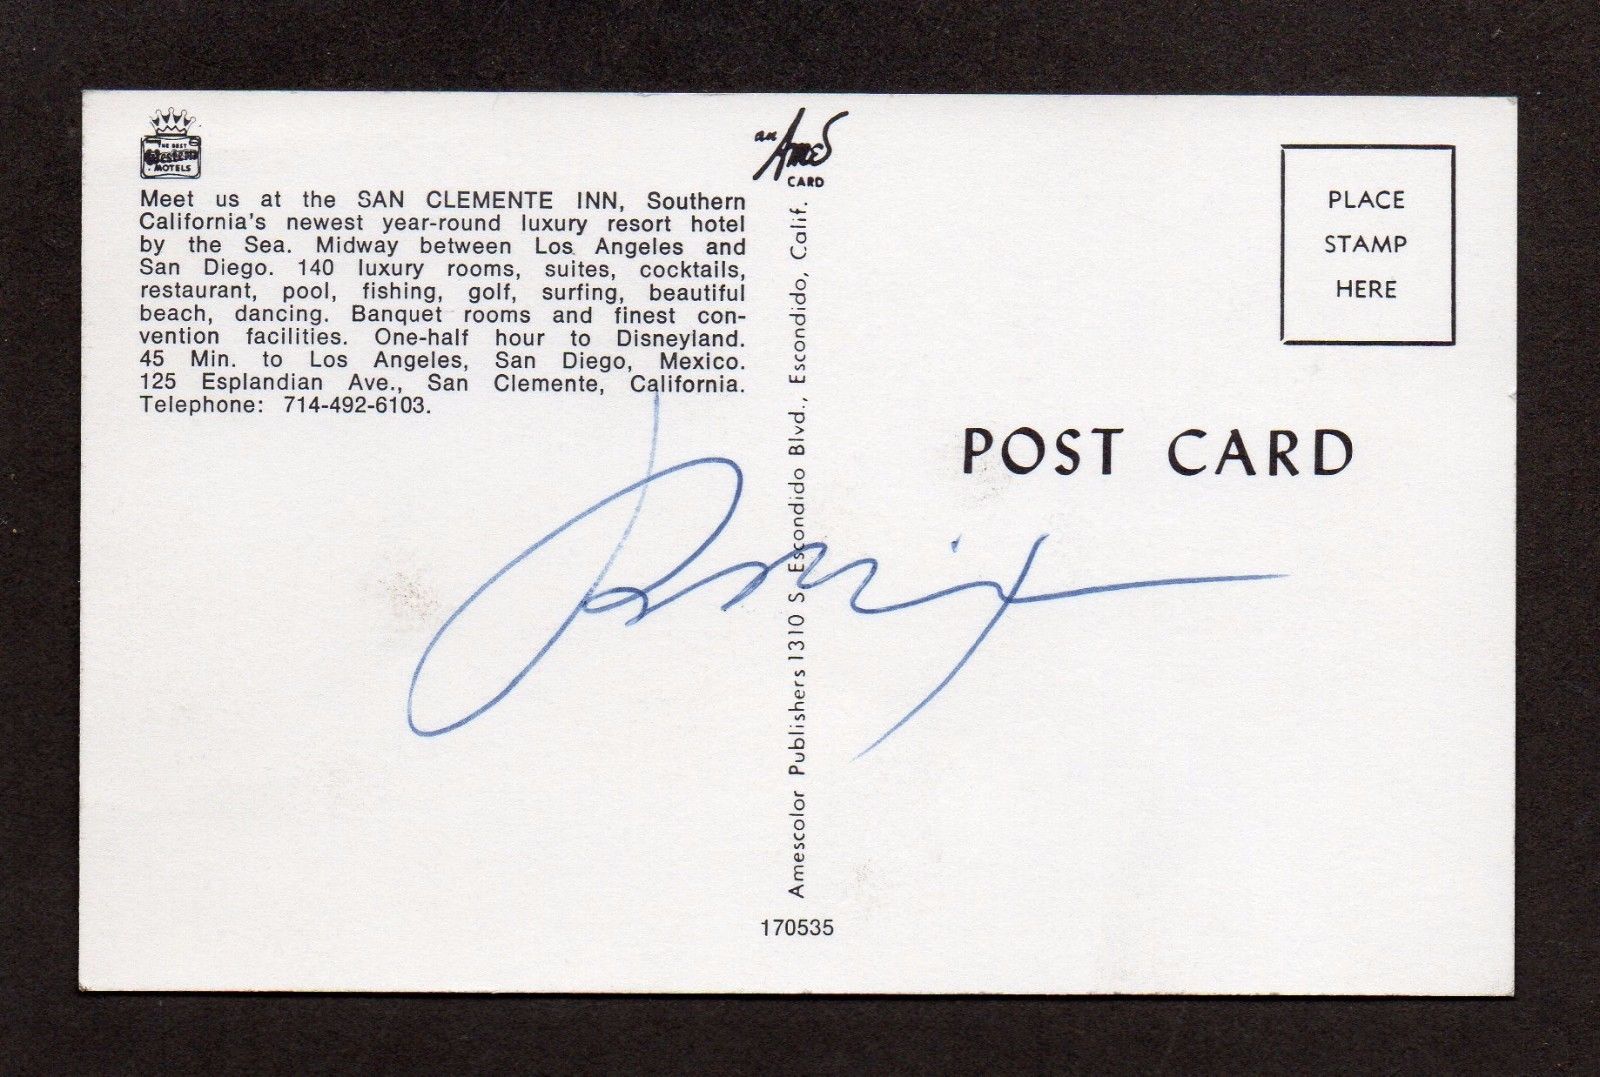 THE BEST
Western
MOTELS
Meet us at the SAN CLEMENTE INN, Southern
California's newest year-round luxury resort hotel
by the Sea. Midway between Los Angeles and
San Diego. 140 luxury rooms, suites, cocktails,
restaurant, pool, fishing, golf, surfing, beautiful
beach, dancing. Banquet rooms and finest con-
vention facilities. One-half hour to Disneyland.
45 Min. to Los Angeles, San Diego, Mexico.
125 Esplandian Ave., San Clemente, California.
Telephone: 714-492-6103.
an Ames
CARD
Amescolor Publishers 1310 S. Escondido Blvd., Escondido, Calif.
170535
PLACE
STAMP
HERE
POST CARD